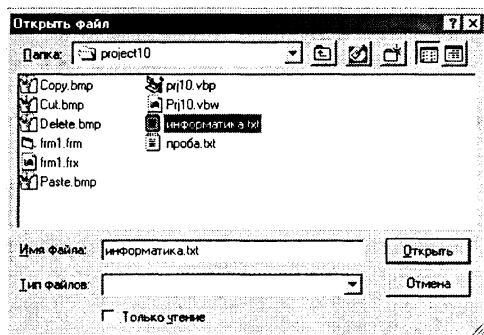 Открыть файл
Папка: project10
Copy.bmp
Cut.bmp
Delete.bmp
frm1.frm
frm1.frx
Paste.bmp
prj10.vbp
Prj10.vbw
информатика.txt
проба.txt
Имя файла: информатика.txt
Открыть
Тип файлов:
Отмена
Только чтение